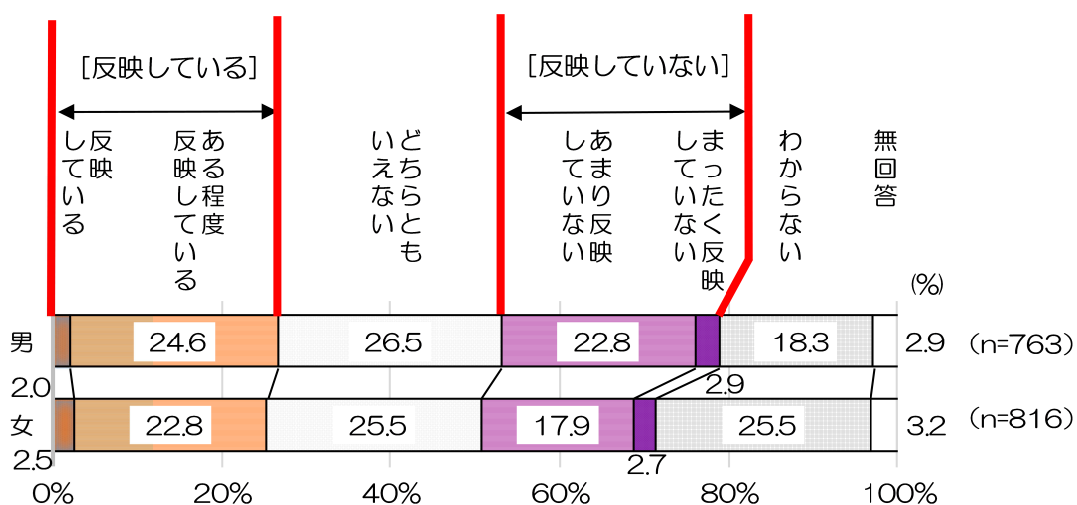 [反映している]
[反映していない]
反映
している
ある程度
反映している
どちらとも
いえない
あまり反映
していない
まったく反映
していない
わからない
無回答
(%)
男
24.6
26.5
22.8
18.3
2.9
(n=763)
2.0
2.9
女
22.8
25.5
17.9
25.5
3.2
(n=816)
2.5
2.7
0%
20%
40%
60%
80%
100%